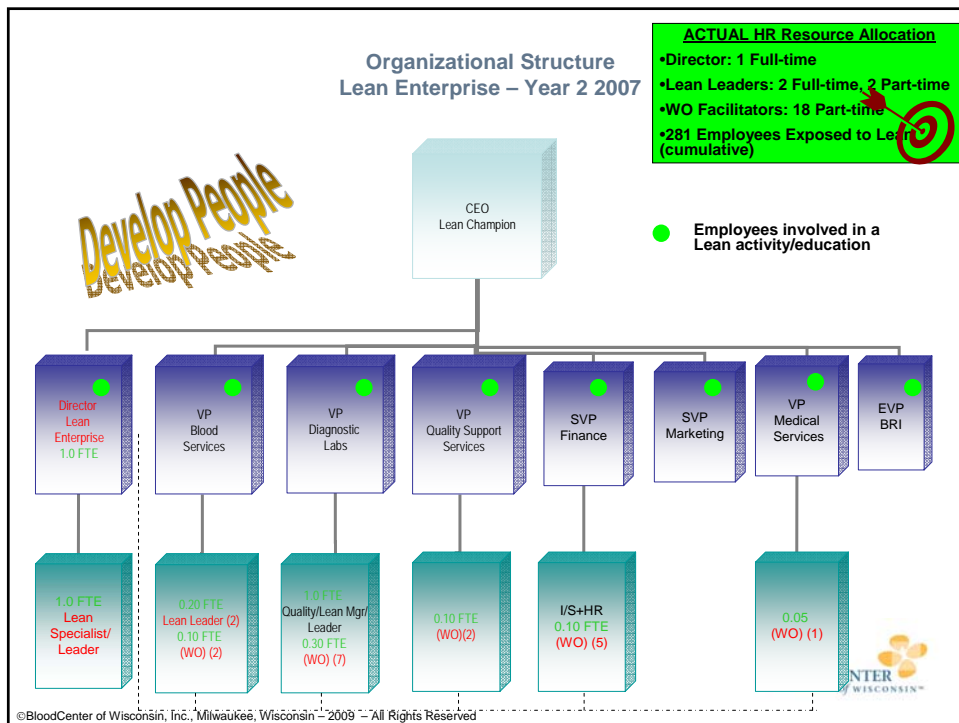 Organizational Structure
Lean Enterprise – Year 2 2007
ACTUAL HR Resource Allocation
•Director: 1 Full-time
•Lean Leaders: 2 Full-time, 2 Part-time
•WO Facilitators: 18 Part-time
•281 Employees Exposed to Lean
(cumulative)
Develop People
CEO
Lean Champion
Employees involved in a
Lean activity/education
Director
Lean
Enterprise
1.0 FTE
VP
Blood
Services
VP
Diagnostic
Labs
VP
Quality Support
Services
SVP
Finance
SVP
Marketing
VP
Medical
Services
EVP
BRI
1.0 FTE
Lean
Specialist/
Leader
0.20 FTE
Lean Leader (2)
0.10 FTE
(WO) (2)
1.0 FTE
Quality/Lean Mgr/
Leader
0.30 FTE
(WO) (7)
0.10 FTE
(WO)(2)
I/S+HR
0.10 FTE
(WO) (5)
0.05
(WO) (1)
NTER
of WISCONSIN™
©BloodCenter of Wisconsin, Inc., Milwaukee, Wisconsin – 2009 – All Rights Reserved